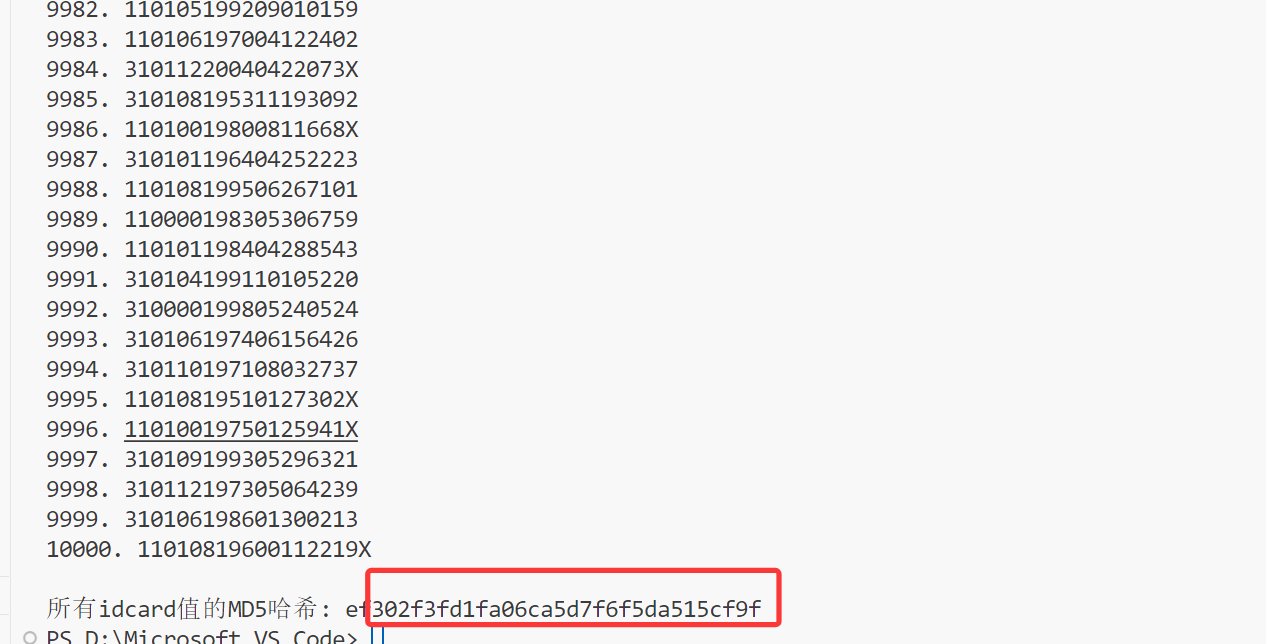 9982. 110105199209010159
9983. 110106197004122402
9984. 31011220040422073X
9985. 310108195311193092
9986. 11010019800811668X
9987. 310101196404252223
9988. 110108199506267101
9989. 110000198305306759
9990. 110101198404288543
9991. 310104199110105220
9992. 310000199805240524
9993. 310106197406156426
9994. 310110197108032737
9995. 11010819510127302X
9996. 11010019750125941X
9997. 310109199305296321
9998. 310112197305064239
9999. 310106198601300213
10000. 11010819600112219X
所有idcard值的MD5哈希: ef302f3fd1fa06ca5d7f6f5da515cf9f
PS D:\Microsoft VS Code>